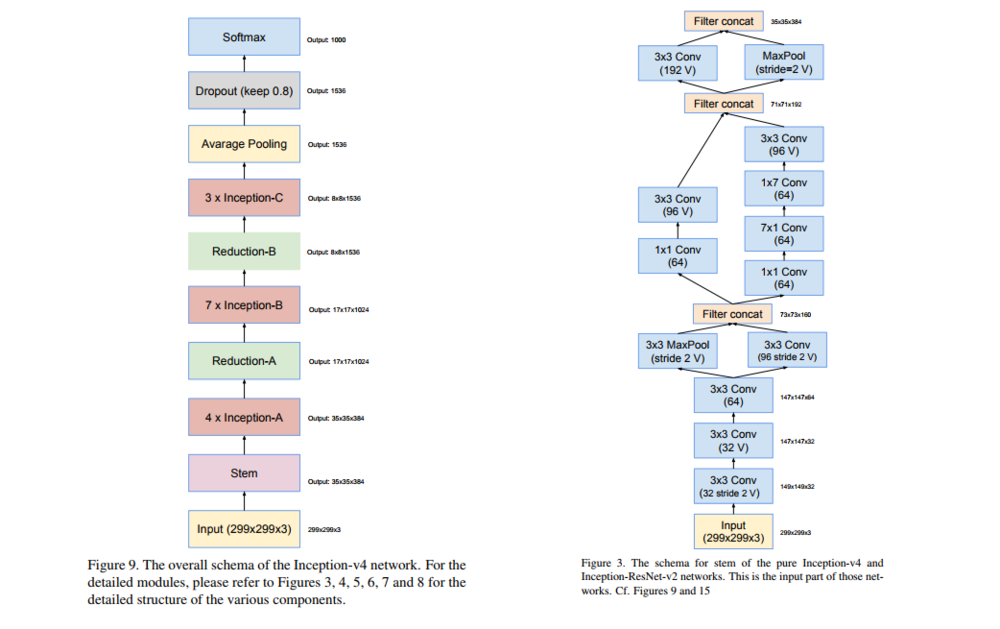 Softmax
Output: 1000
Dropout (keep 0.8)
Output: 1536
Avarage Pooling
Output: 1536
3 x Inception-C
Output: 8x8x1536
Reduction-B
Output: 8x8x1536
7 x Inception-B
Output: 17x17x1024
Reduction-A
Output: 17x17x1024
4 x Inception-A
Output: 35x35x384
Stem
Output: 35x35x384
Input (299x299x3)
299x299x3
Figure 9. The overall schema of the Inception-v4 network. For the
detailed modules, please refer to Figures 3, 4, 5, 6, 7 and 8 for the
detailed structure of the various components.
Filter concat
35x35x384
3x3 Conv
(192 V)
MaxPool
(stride=2 V)
Filter concat
71x71x192
3x3 Conv
(96 V)
1x7 Conv
(64)
3x3 Conv
(96 V)
7x1 Conv
(64)
1x1 Conv
(64)
1x1 Conv
(64)
Filter concat
73x73x160
3x3 MaxPool
(stride 2 V)
3x3 Conv
(96 stride 2 V)
3x3 Conv
(64)
147x147x64
3x3 Conv
(32 V)
147x147x32
3x3 Conv
(32 stride 2 V)
149x149x32
Input
(299x299x3)
299x299x3
Figure 3. The schema for stem of the pure Inception-v4 and
Inception-ResNet-v2 networks. This is the input part of those net-
works. Cf. Figures 9 and 15